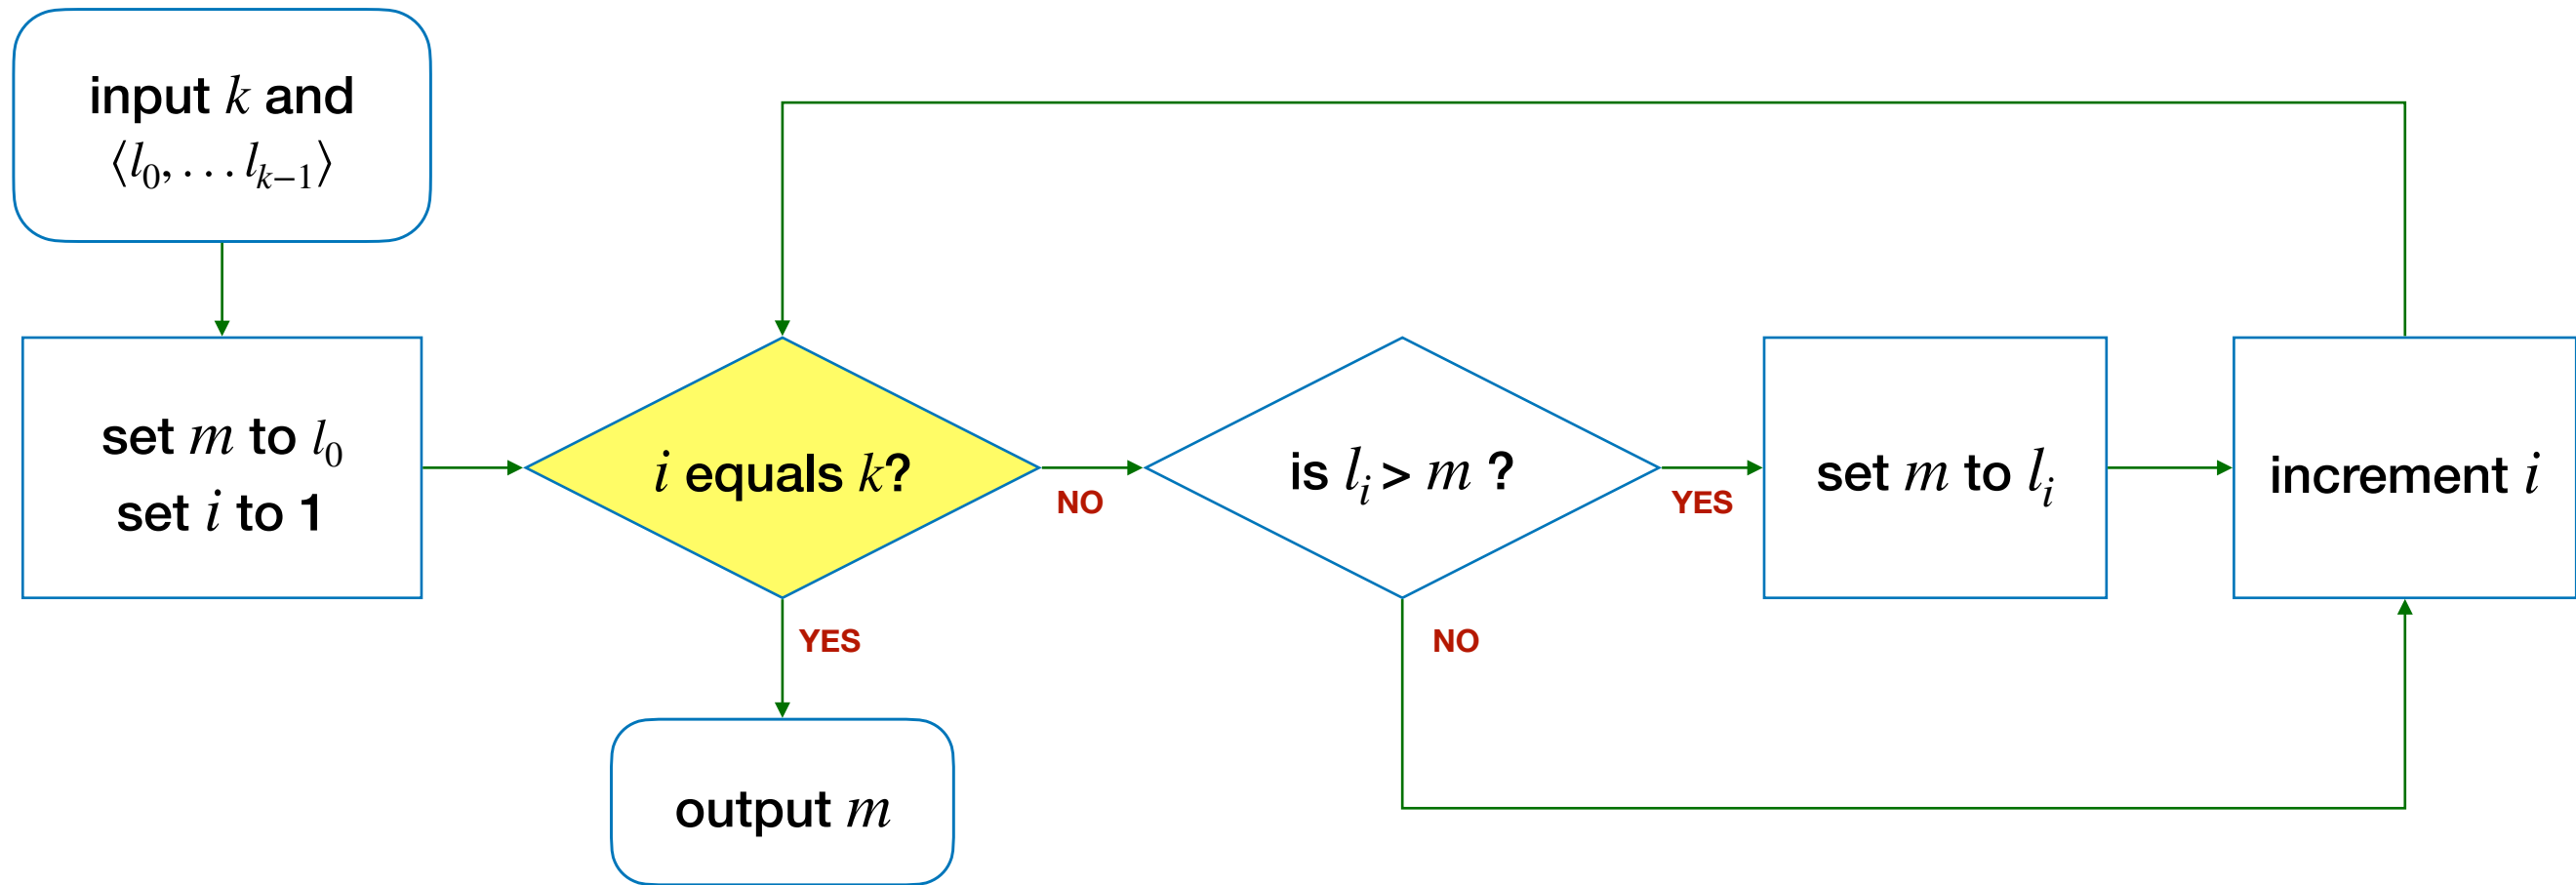 input k and
⟨l₀, . . . lₖ₋₁⟩
set m to l₀
set i to 1
i equals k?
NO
is lᵢ > m ?
YES
set m to lᵢ
increment i
YES
NO
output m